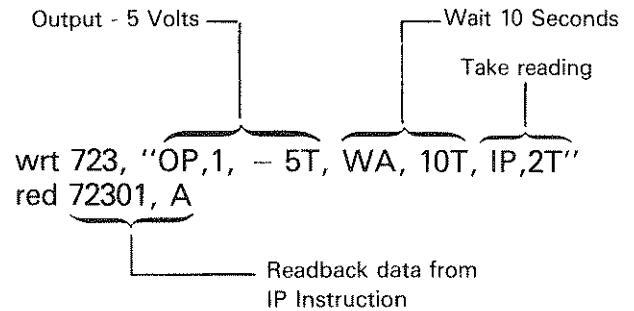 Output - 5 Volts
Wait 10 Seconds
Take reading
wrt 723, "OP,1, – 5T, WA, 10T, IP,2T"
red 72301, A
Readback data from
IP Instruction